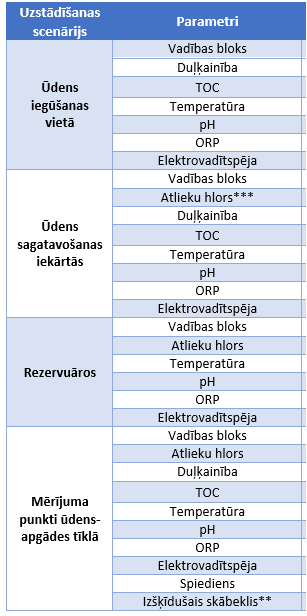 Uzstādīšanas scenārijs
Parametri
Ūdens iegūšanas vietā
Vadības bloks
Duļķainība
TOC
Temperatūra
pH
ORP
Elektrovadītspēja
Ūdens sagatavošanas iekārtās
Vadības bloks
Atlieku hlors***
Duļķainība
TOC
Temperatūra
pH
ORP
Elektrovadītspēja
Rezervuāros
Vadības bloks
Atlieku hlors
Temperatūra
pH
ORP
Elektrovadītspēja
Mērījuma punkti ūdens-apgādes tīklā
Vadības bloks
Atlieku hlors
Duļķainība
TOC
Temperatūra
pH
ORP
Elektrovadītspēja
Spiediens
Izšķīdušais skābeklis**